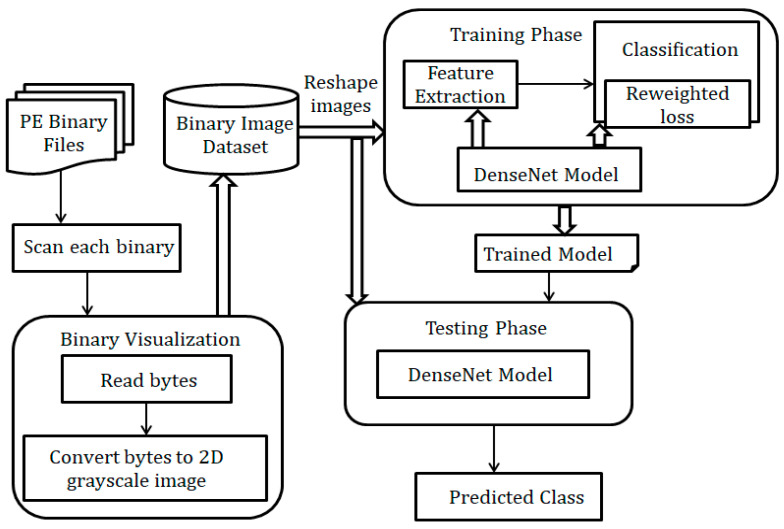 PE Binary
Files
Scan each binary
Binary Visualization
Read bytes
Convert bytes to 2D
grayscale image
Binary Image
Dataset
Reshape
images
Training Phase
Feature
Extraction
Classification
Reweighted
loss
DenseNet Model
Trained Model
Testing Phase
DenseNet Model
Predicted Class